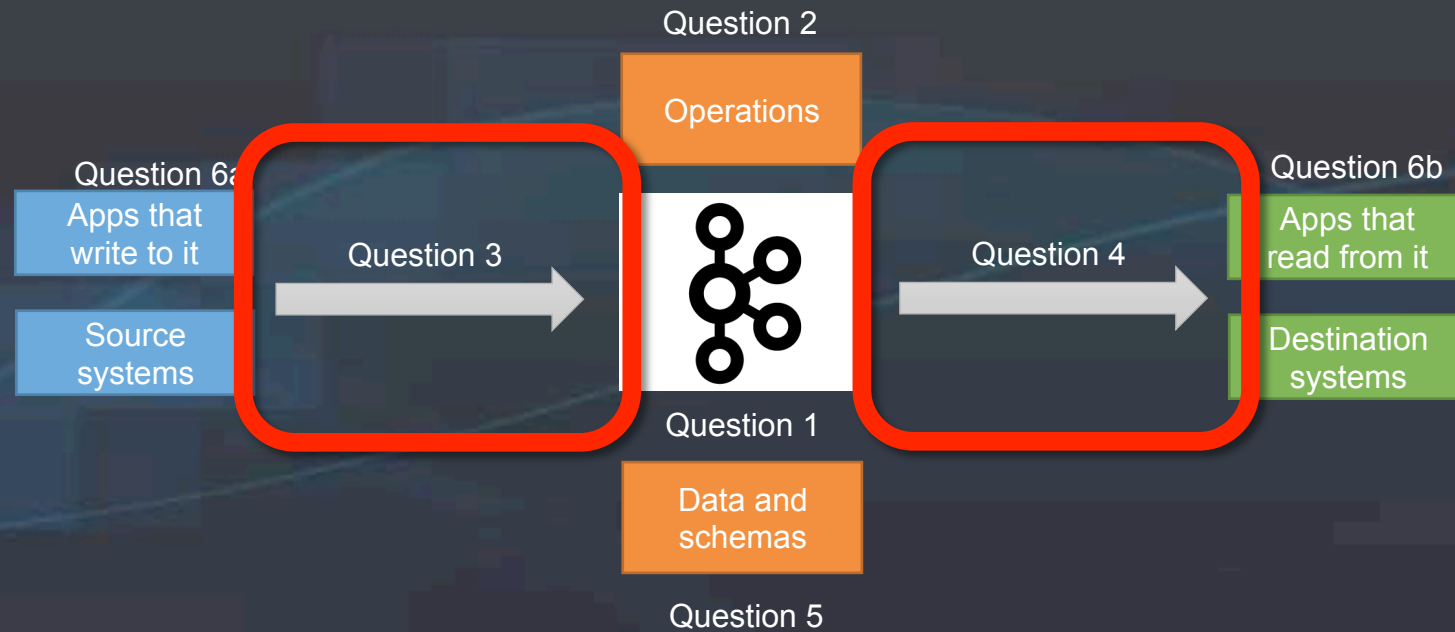 Question 2
Operations
Question 6a
Apps that
write to it
Source
systems
Question 3
Question 1
Data and
schemas
Question 5
Question 4
Question 6b
Apps that
read from it
Destination
systems